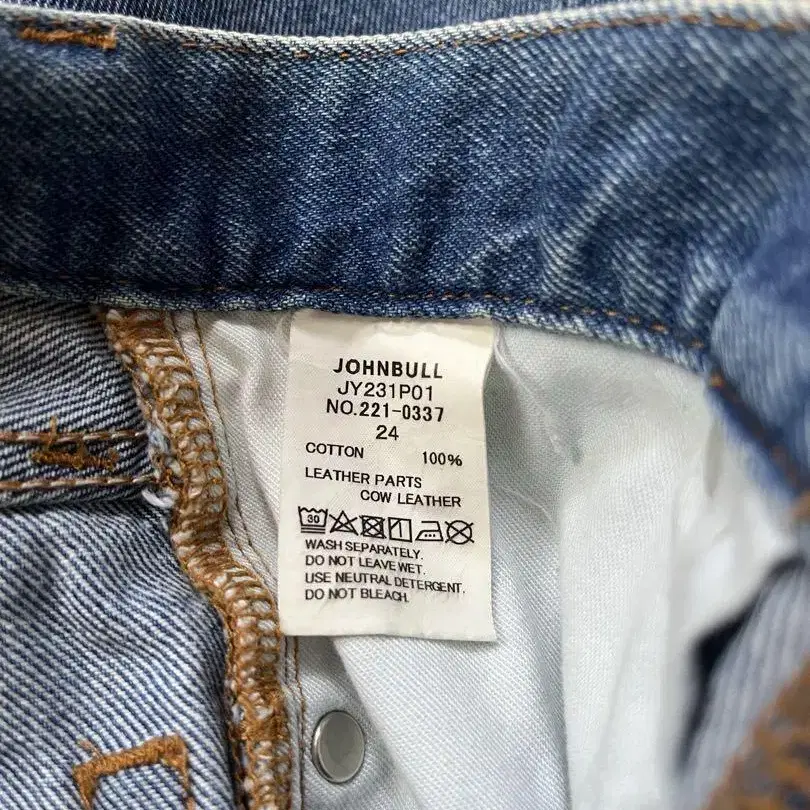 JOHNBULL
JY231P01
NO.221-0337
24
COTTON 100%
LEATHER PARTS
COW LEATHER
30
WASH SEPARATELY.
DO NOT LEAVE WET.
USE NEUTRAL DETERGENT.
DO NOT BLEACH.